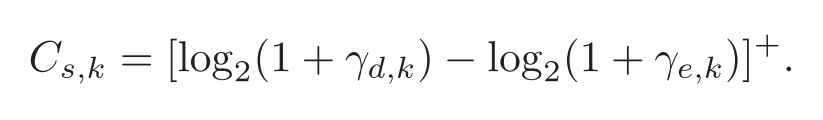 C_{s,k} = [log_2(1 + γ_{d,k}) − log_2(1 + γ_{e,k})]^+.